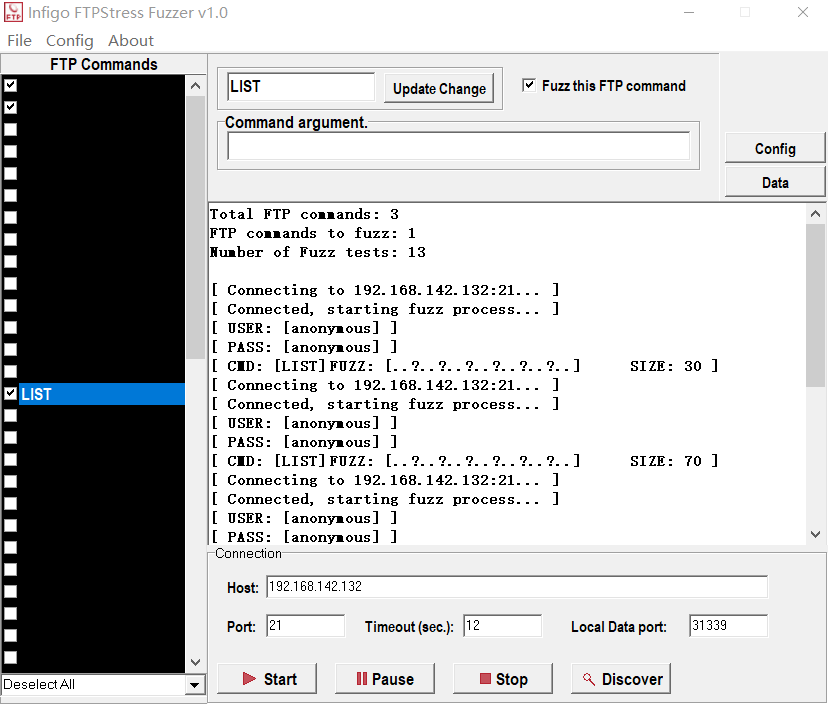 Infigo FTPStress Fuzzer v1.0
File Config About
FTP Commands
LIST
Deselect All
LIST
Update Change
Fuzz this FTP command
Command argument.
Config
Data
Total FTP commands: 3
FTP commands to fuzz: 1
Number of Fuzz tests: 13
[ Connecting to 192.168.142.132:21... ]
[ Connected, starting fuzz process... ]
[ USER: [anonymous] ]
[ PASS: [anonymous] ]
[ CMD: [LIST] FUZZ: [..?..?..?..?..?..?..] SIZE: 30 ]
[ Connecting to 192.168.142.132:21... ]
[ Connected, starting fuzz process... ]
[ USER: [anonymous] ]
[ PASS: [anonymous] ]
[ CMD: [LIST] FUZZ: [..?..?..?..?..?..?..] SIZE: 70 ]
[ Connecting to 192.168.142.132:21... ]
[ Connected, starting fuzz process... ]
[ USER: [anonymous] ]
[ PASS: [anonymous] ]
Connection
Host: 192.168.142.132
Port: 21 Timeout (sec.): 12 Local Data port: 31339
Start Pause Stop Discover